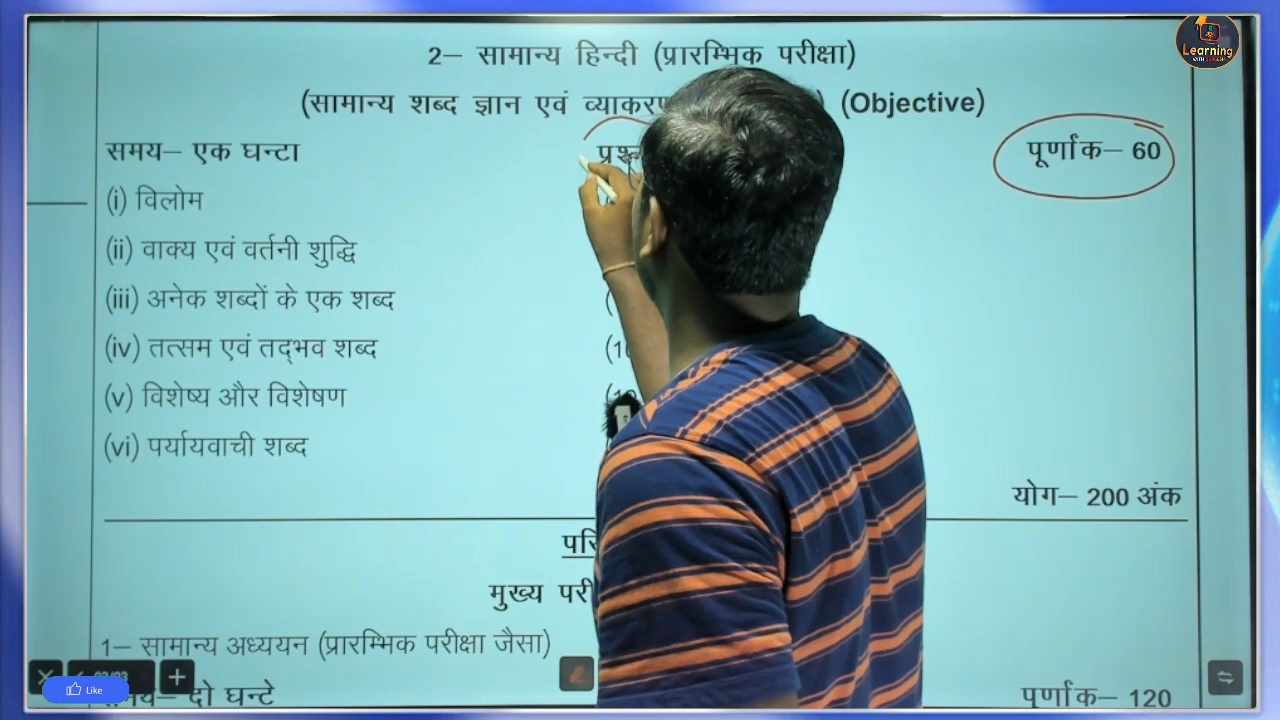 2– सामान्य हिन्दी (प्रारम्भिक परीक्षा)
(सामान्य शब्द ज्ञान एवं ) (Objective)
समय– एक घन्टा पूर्णांक– 60
(i) विलोम
(ii) वाक्य एवं वर्तनी शुद्धि
(iii) अनेक शब्दों के एक शब्द
(iv) तत्सम एवं तद्भव शब्द
(v) विशेष्य और विशेषण
(vi) पर्यायवाची शब्द
योग– 200 अंक
मुख्य
1– सामान्य अध्ययन (प्रारम्भिक परीक्षा जैसा)
दो घन्टे पूर्णांक– 120
Learning
Like